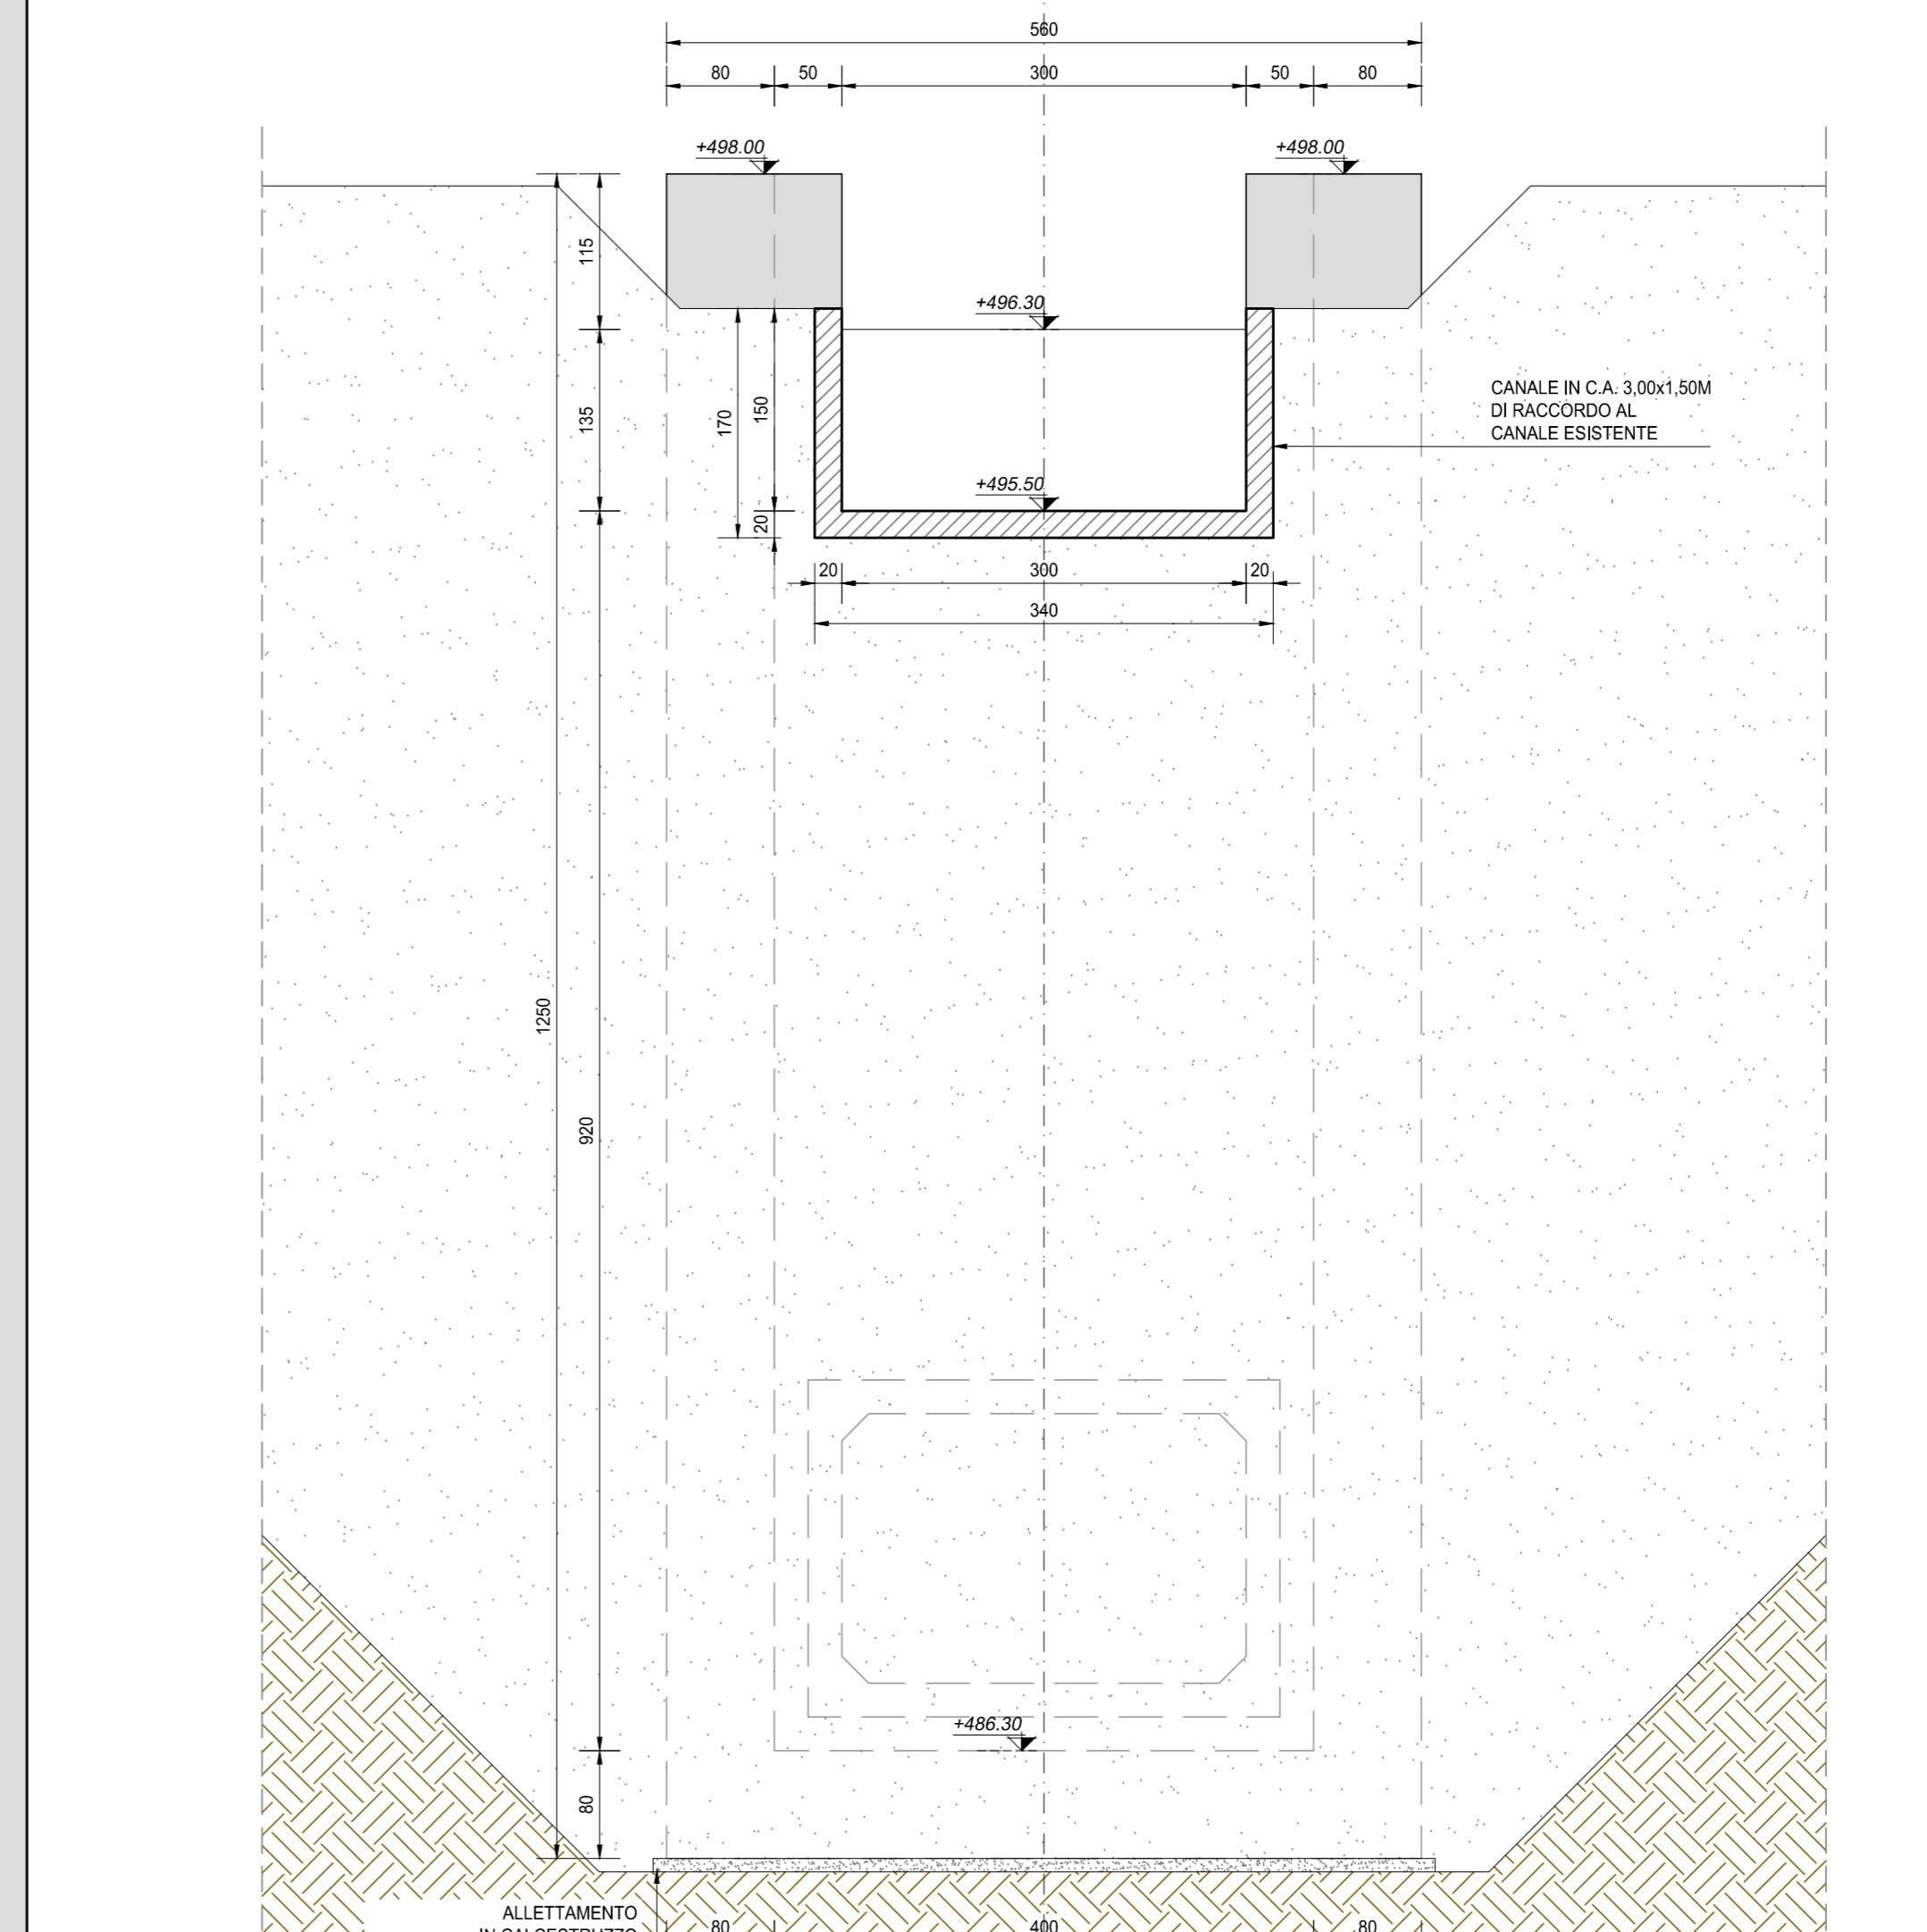 560
80 50 300 50 80
+498.00 +498.00
115
+496.30
135
170
150
CANALE IN C.A. 3,00x1,50M
DI RACCORDO AL
CANALE ESISTENTE
+495.50
20
20 300 20
340
1250
920
+486.30
80
ALLETTAMENTO
IN CALCESTRUZZO
80 400 80